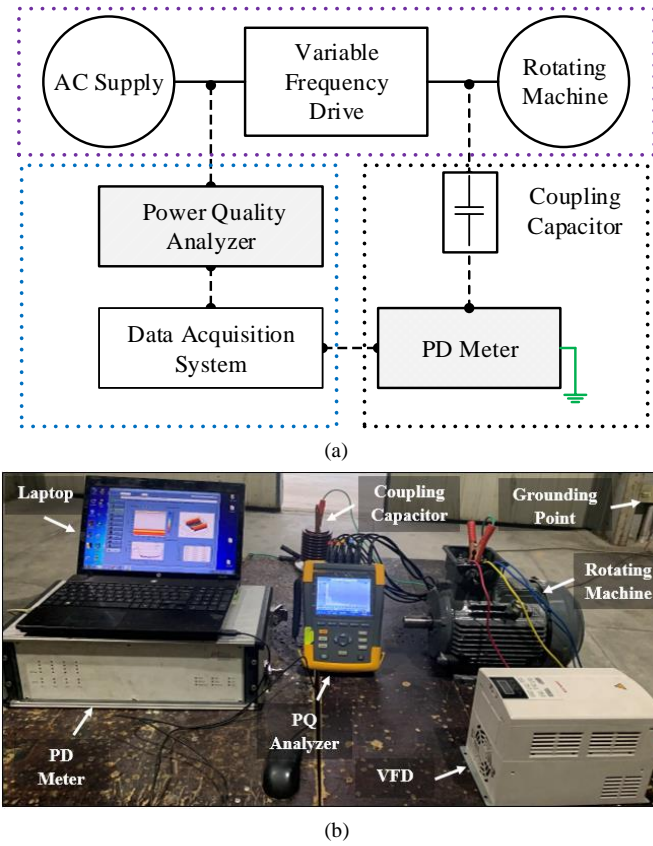 AC Supply
Variable
Frequency
Drive
Rotating
Machine
Power Quality
Analyzer
Coupling
Capacitor
Data Acquisition
System
PD Meter
(a)
Laptop
Coupling
Capacitor
Grounding
Point
Rotating
Machine
PD
Meter
PQ
Analyzer
VFD
(b)